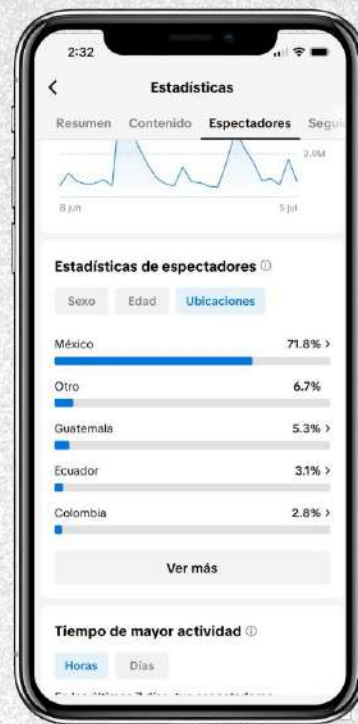 2:32
Estadísticas
Resumen Contenido Espectadores Segui
2.9M
8 jun 5 jul
Estadísticas de espectadores
Sexo Edad Ubicaciones
México 71.8% >
Otro 6.7%
Guatemala 5.3% >
Ecuador 3.1% >
Colombia 2.8% >
Ver más
Tiempo de mayor actividad
Horas Días